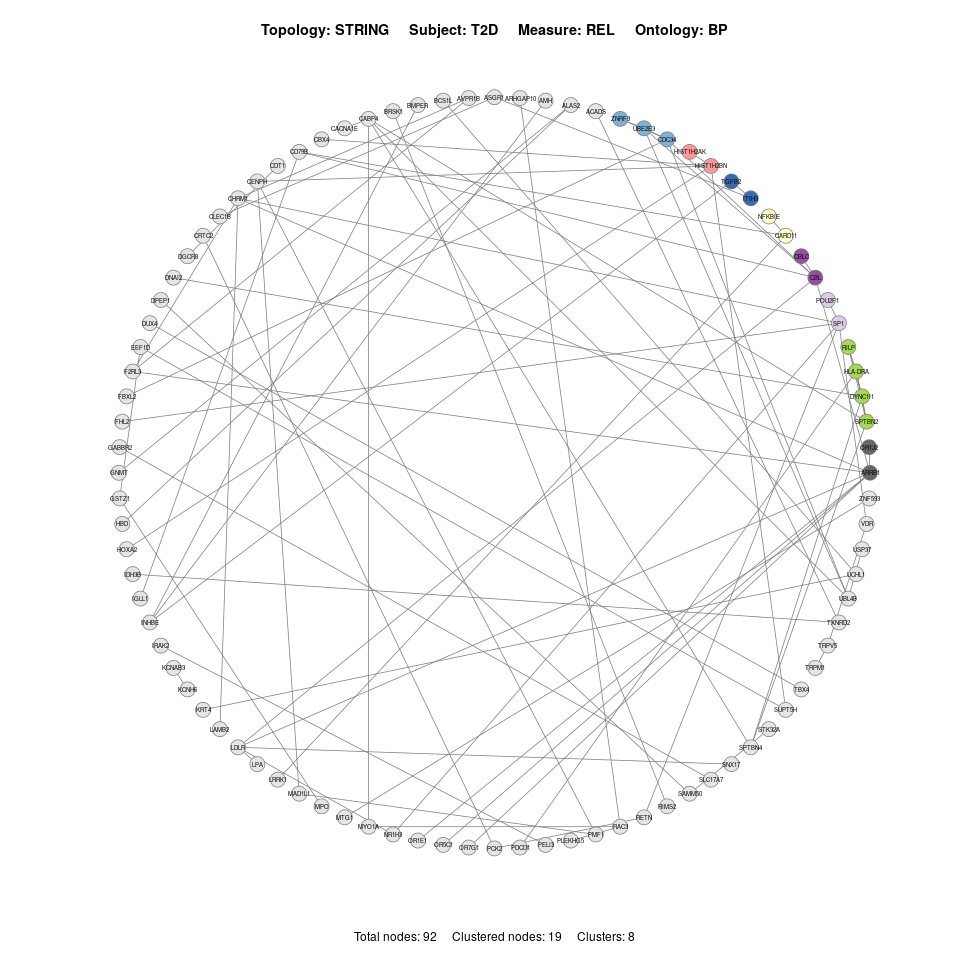 Topology: STRING Subject: T2D Measure: REL Ontology: BP
ASGR1
ARHGAP10
AMH
ALAS2
ACADS
ZNRF3
UBE2E3
CDC34
HIST1H2AK
HIST1H2BN
TGFB2
ITIH3
NFKBIE
CARD11
CBLC
CBL
POU2F1
SP1
RILP
HLA-DRA
DYNC1I1
SPTBN2
OR1J2
ARRB1
ZNF593
VDR
USP37
UCHL1
UBL4B
TXNRD2
TRPV5
TRPM1
TBX4
SUPT5H
STK32A
SPTBN4
SNX17
SLC17A7
SAMM50
RIMS2
RETN
RAC3
PMF1
PLEKHG5
PELI3
PDCD1
PCK2
OR7G1
OR5C1
OR1E1
NR1H3
MYO1A
MTG1
MPO
MAD1L1
LRRK1
LPA
LDLR
LAMB2
KRT4
KCNH6
KCNAB3
IRAK2
INHBE
IGLL1
IDH3B
HOXA2
HBD
GSTZ1
GNMT
GABBR2
FHL2
FBXL2
F2RL3
EEF1D
DUX4
DPEP1
DNAI2
DGCR8
CRTC2
CLEC1B
CHRM1
CENPH
CDT1
CD79B
CBX4
CACNA1E
CABP4
BRSK1
BMPER
BCS1L
AVPR1B
Total nodes: 92 Clustered nodes: 19 Clusters: 8